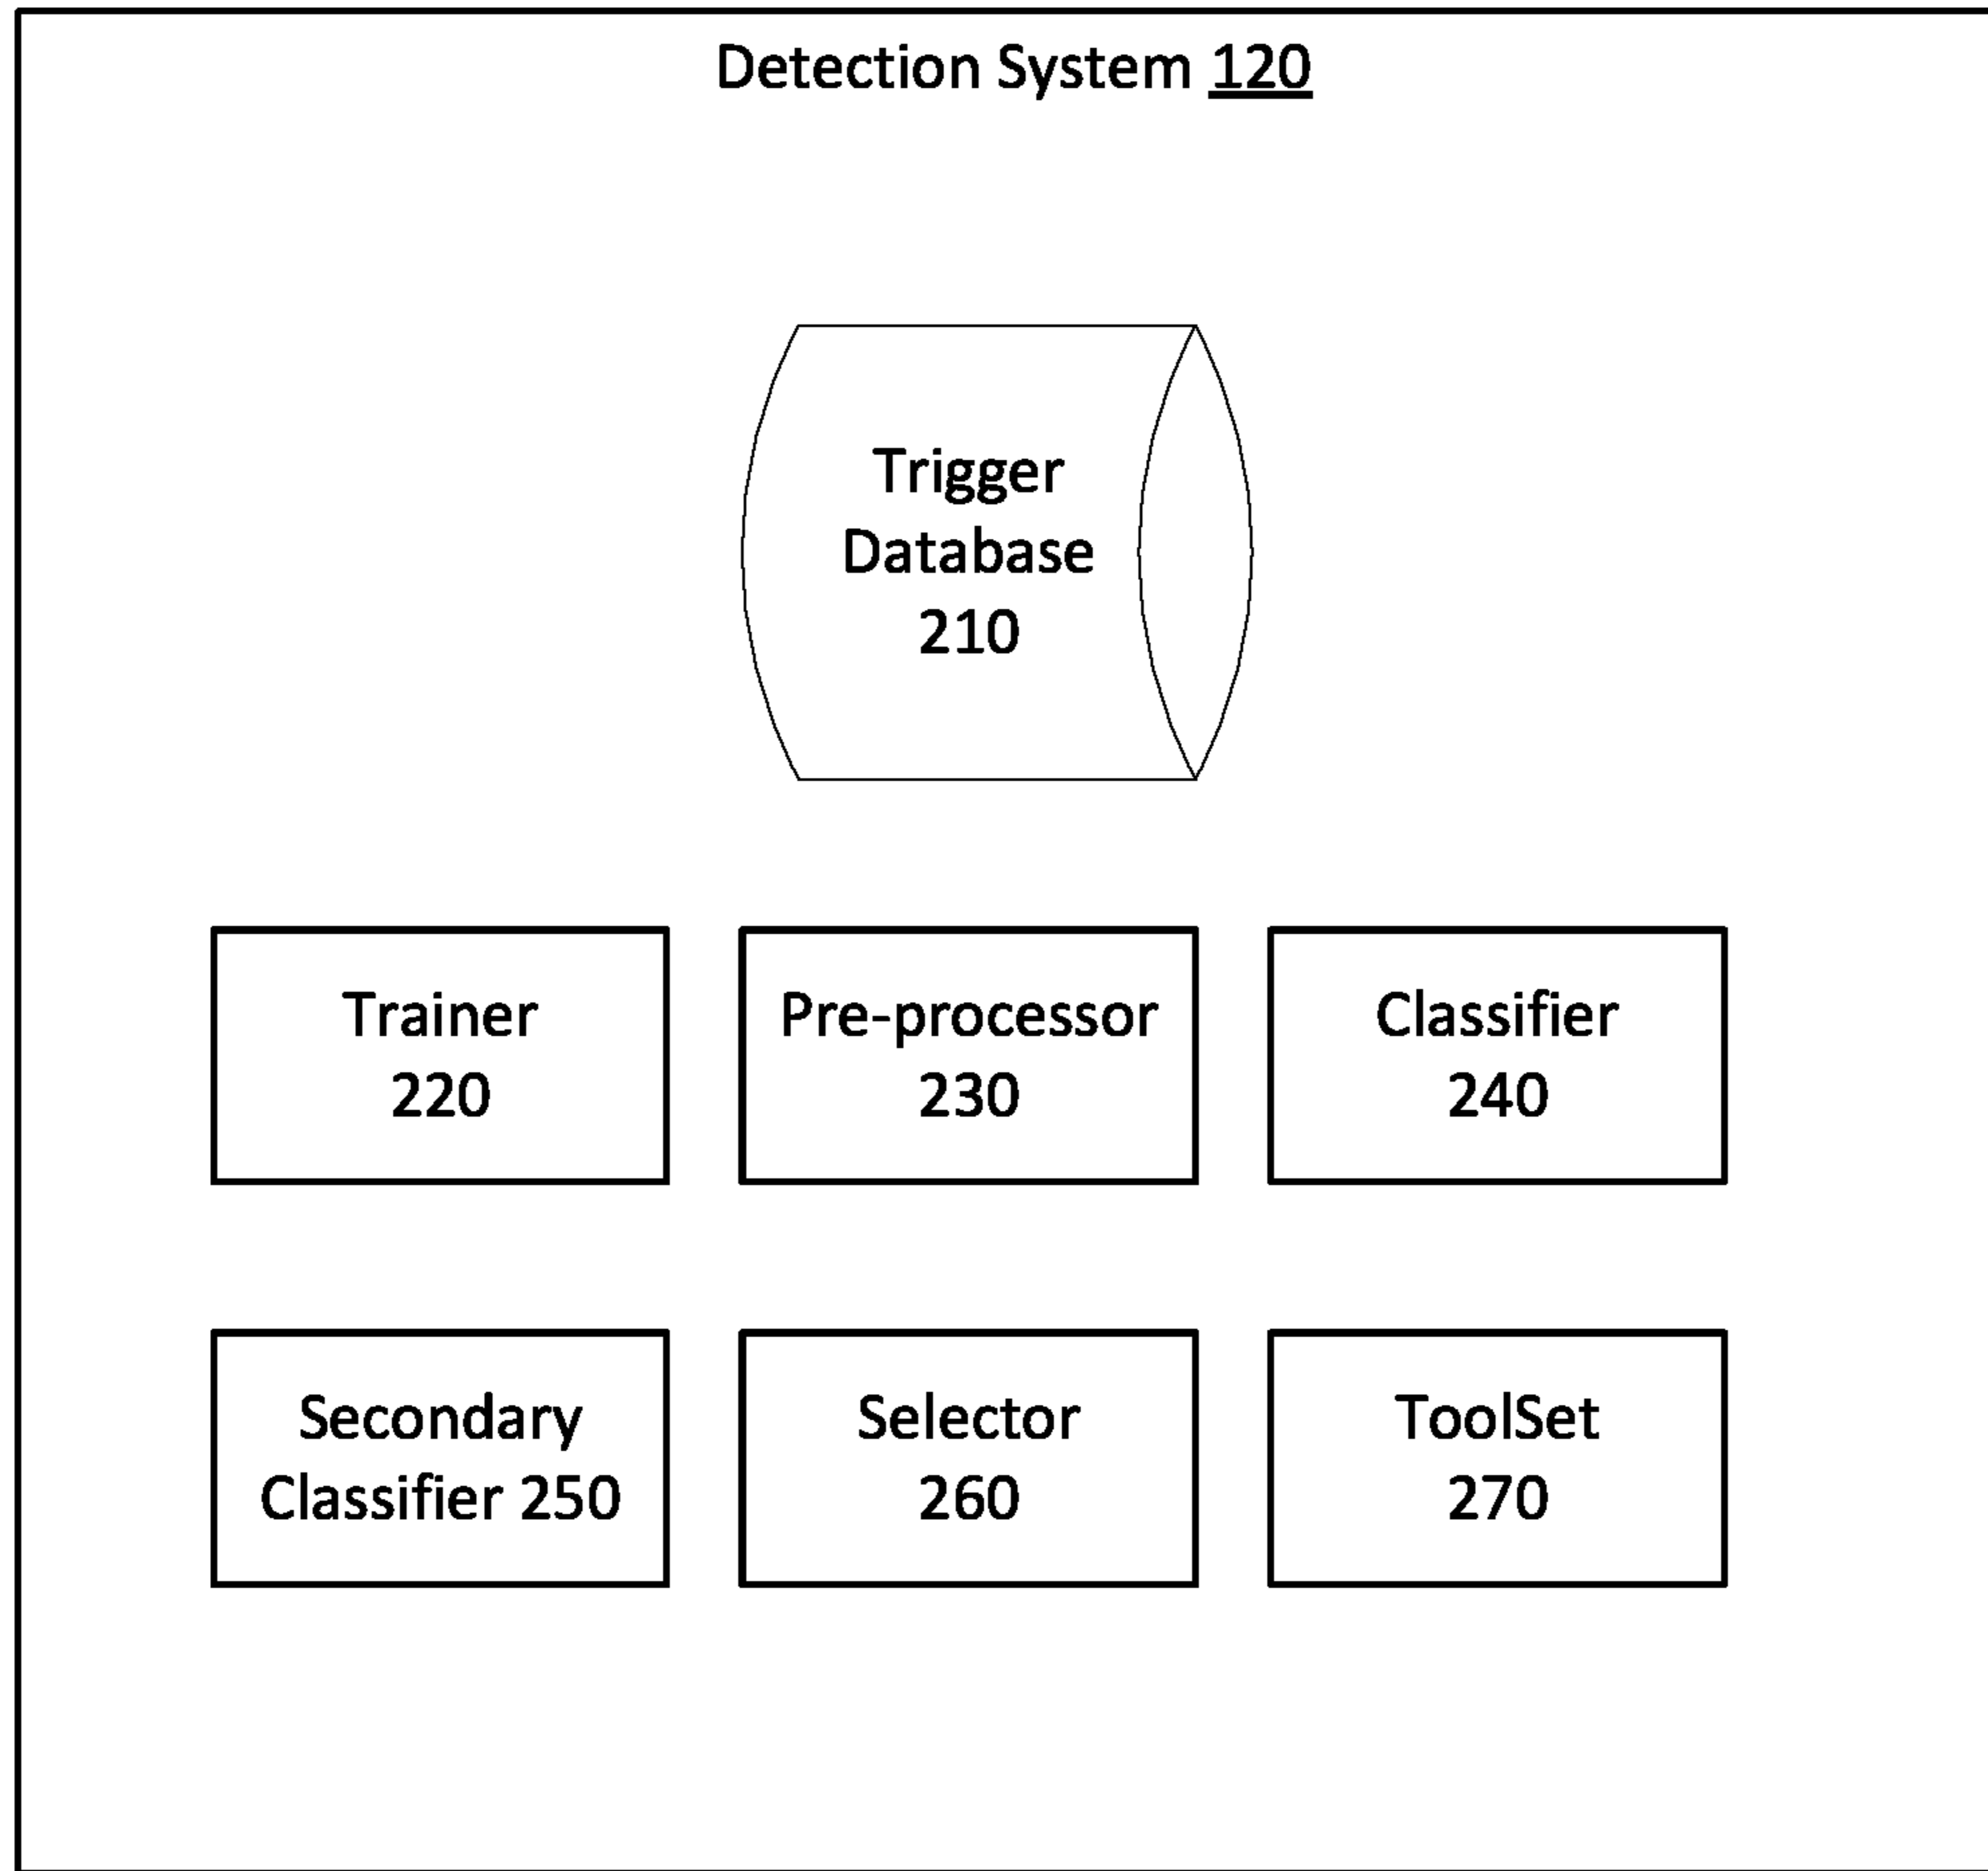 Detection System 120
Trigger
Database
210
Trainer
220
Pre-processor
230
Classifier
240
Secondary
Classifier 250
Selector
260
ToolSet
270